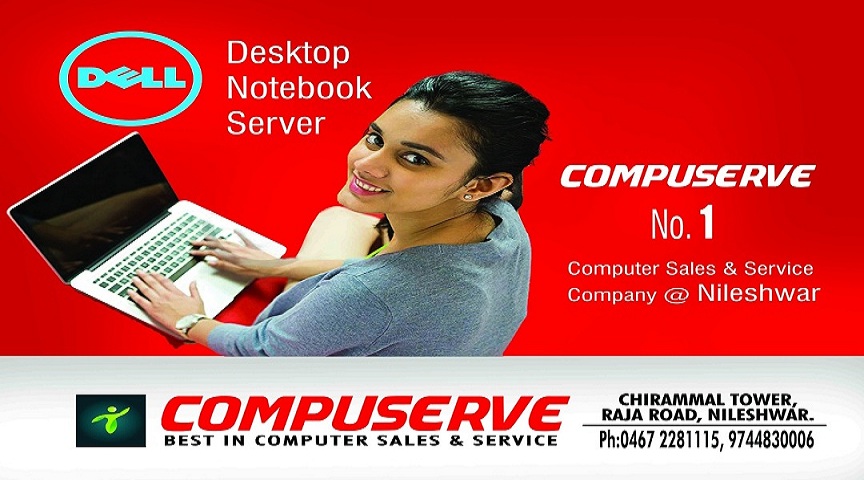 DELL
Desktop
Notebook
Server
COMPUSERVE
No. 1
Computer Sales & Service
Company @ Nileshwar
COMPUSERVE
BEST IN COMPUTER SALES & SERVICE
CHIRAMMAL TOWER,
RAJA ROAD, NILESHWAR.
Ph:0467 2281115, 9744830006